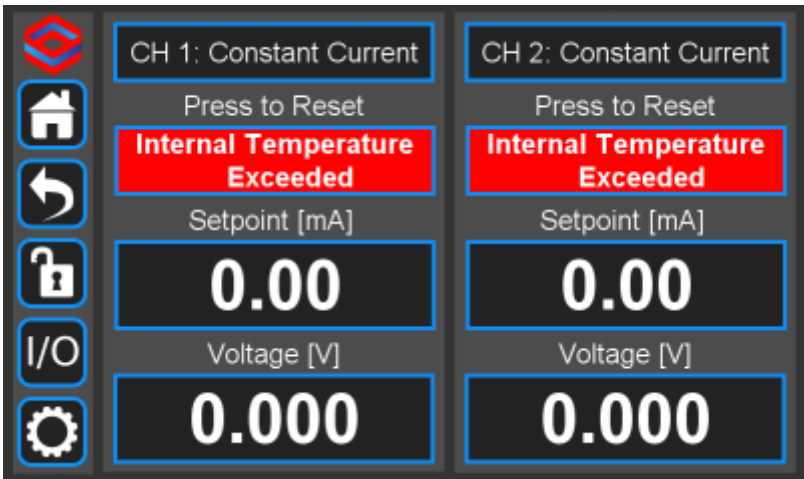 CH 1: Constant Current
Press to Reset
Internal Temperature
Exceeded
Setpoint [mA]
0.00
Voltage [V]
0.000
CH 2: Constant Current
Press to Reset
Internal Temperature
Exceeded
Setpoint [mA]
0.00
Voltage [V]
0.000
I/O